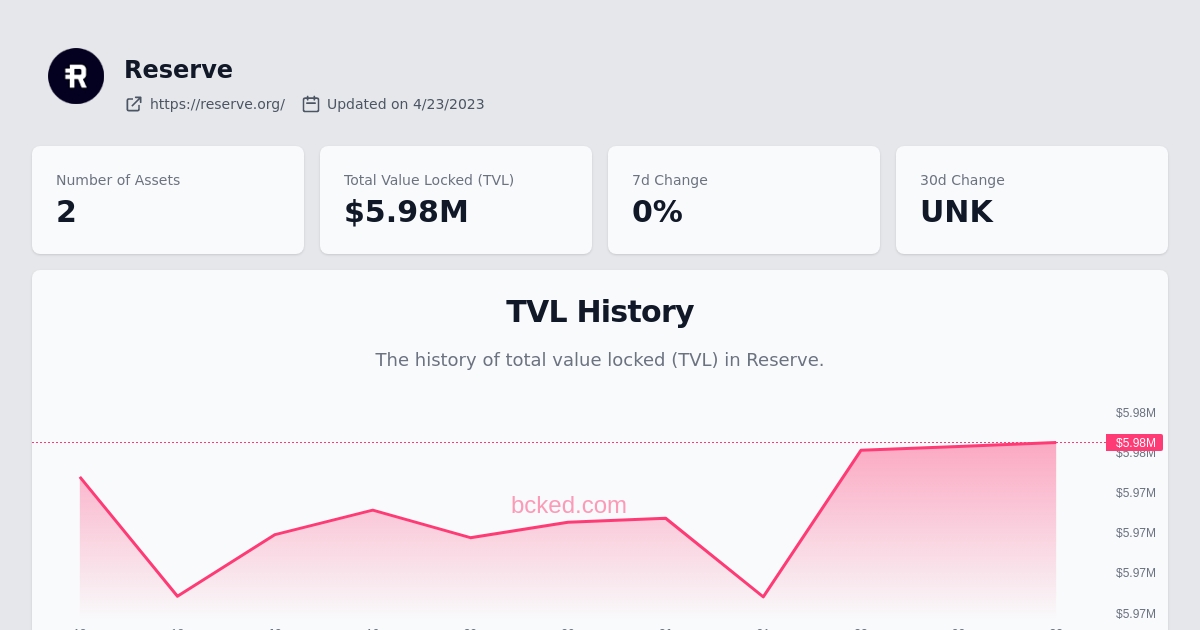 Reserve
https://reserve.org/ Updated on 4/23/2023
Number of Assets
2
Total Value Locked (TVL)
$5.98M
7d Change
0%
30d Change
UNK
TVL History
The history of total value locked (TVL) in Reserve.
$5.98M
$5.98M
$5.98M
$5.97M
bcked.com
$5.97M
$5.97M
$5.97M